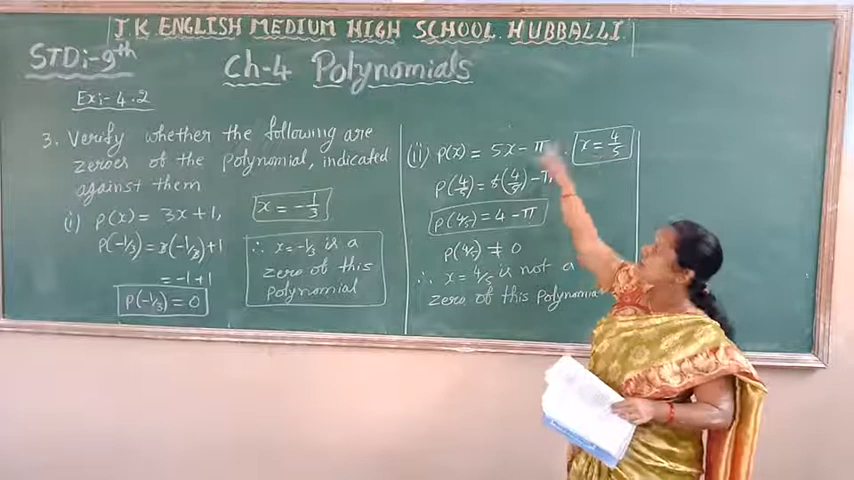 J.K ENGLISH MEDIUM HIGH SCHOOL HUBBALLI
STD:-9th
Ch-4 Polynomials
Ex:-4.2
3. Verify whether the following are
zeroes of the polynomial, indicated
against them
i) P(x) = 3x+1,
x = -1/3
P(-1/3) = 3(-1/3)+1
= -1+1
P(-1/3) = 0
∴ x = -1/3 is a
zero of this
Polynomial
(ii) P(x) = 5x-π
x = 4/5
P(4/5) = 5(4/5)-π
P(4/5) = 4-π
P(4/5) ≠ 0
∴ x = 4/5 is not a
zero of this Polynomial